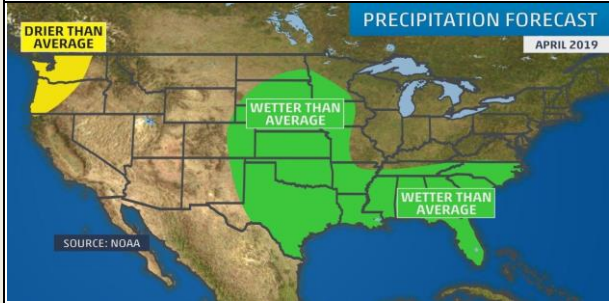 PRECIPITATION FORECAST
APRIL 2019
DRIER THAN
AVERAGE
WETTER THAN
AVERAGE
WETTER THAN
AVERAGE
SOURCE: NOAA